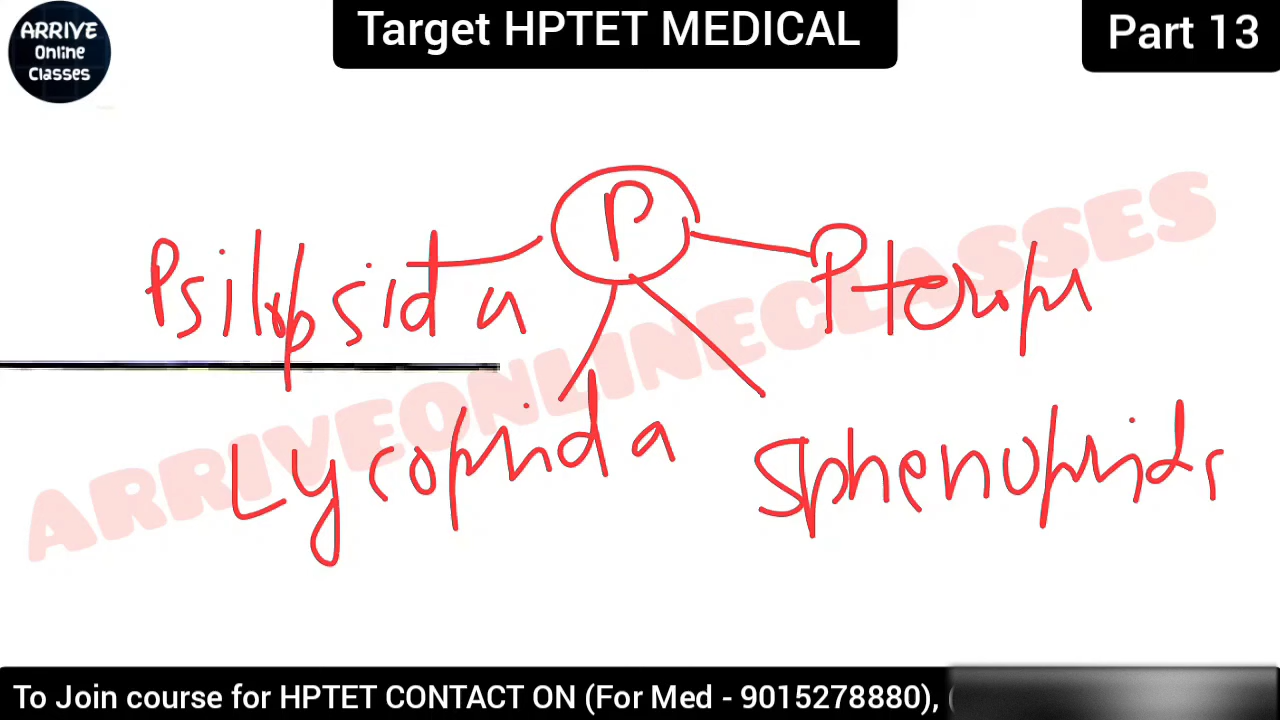 ARRIVE
Online
Classes
Target HPTET MEDICAL
Part 13
P
Psilopsida
Pterops
Lycopsida
Sphenopsida
ARRIVEONLINECLASSES
To Join course for HPTET CONTACT ON (For Med - 9015278880), (